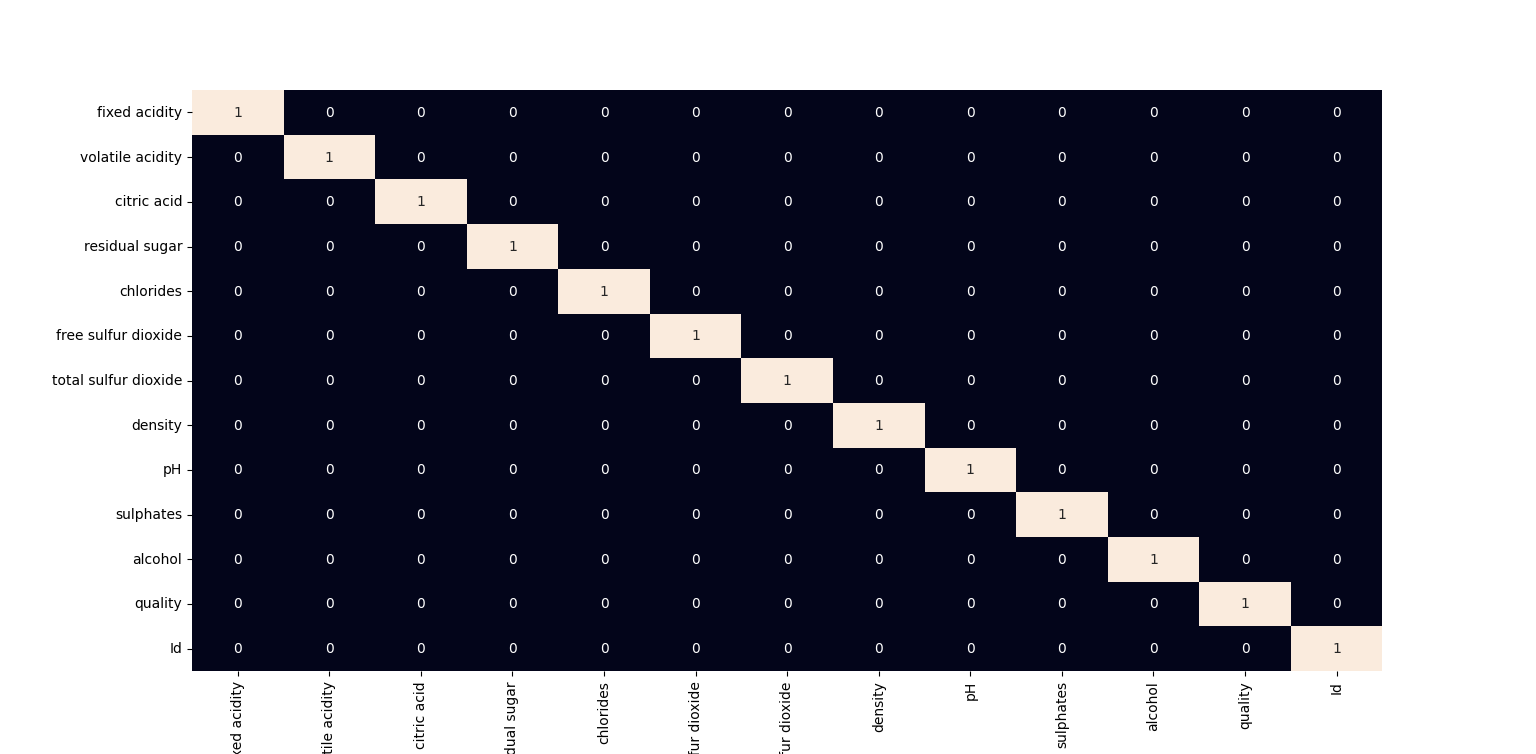 fixed acidity 1 0 0 0 0 0 0 0 0 0 0 0 0
volatile acidity 0 1 0 0 0 0 0 0 0 0 0 0 0
citric acid 0 0 1 0 0 0 0 0 0 0 0 0 0
residual sugar 0 0 0 1 0 0 0 0 0 0 0 0 0
chlorides 0 0 0 0 1 0 0 0 0 0 0 0 0
free sulfur dioxide 0 0 0 0 0 1 0 0 0 0 0 0 0
total sulfur dioxide 0 0 0 0 0 0 1 0 0 0 0 0 0
density 0 0 0 0 0 0 0 1 0 0 0 0 0
pH 0 0 0 0 0 0 0 0 1 0 0 0 0
sulphates 0 0 0 0 0 0 0 0 0 1 0 0 0
alcohol 0 0 0 0 0 0 0 0 0 0 1 0 0
quality 0 0 0 0 0 0 0 0 0 0 0 1 0
Id 0 0 0 0 0 0 0 0 0 0 0 0 1
xed acidity
tile acidity
citric acid
dual sugar
chlorides
fur dioxide
fur dioxide
density
pH
sulphates
alcohol
quality
Id